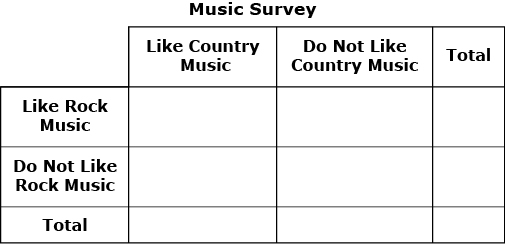 Music Survey
Like Country
Music
Do Not Like
Country Music
Total
Like Rock
Music
Do Not Like
Rock Music
Total